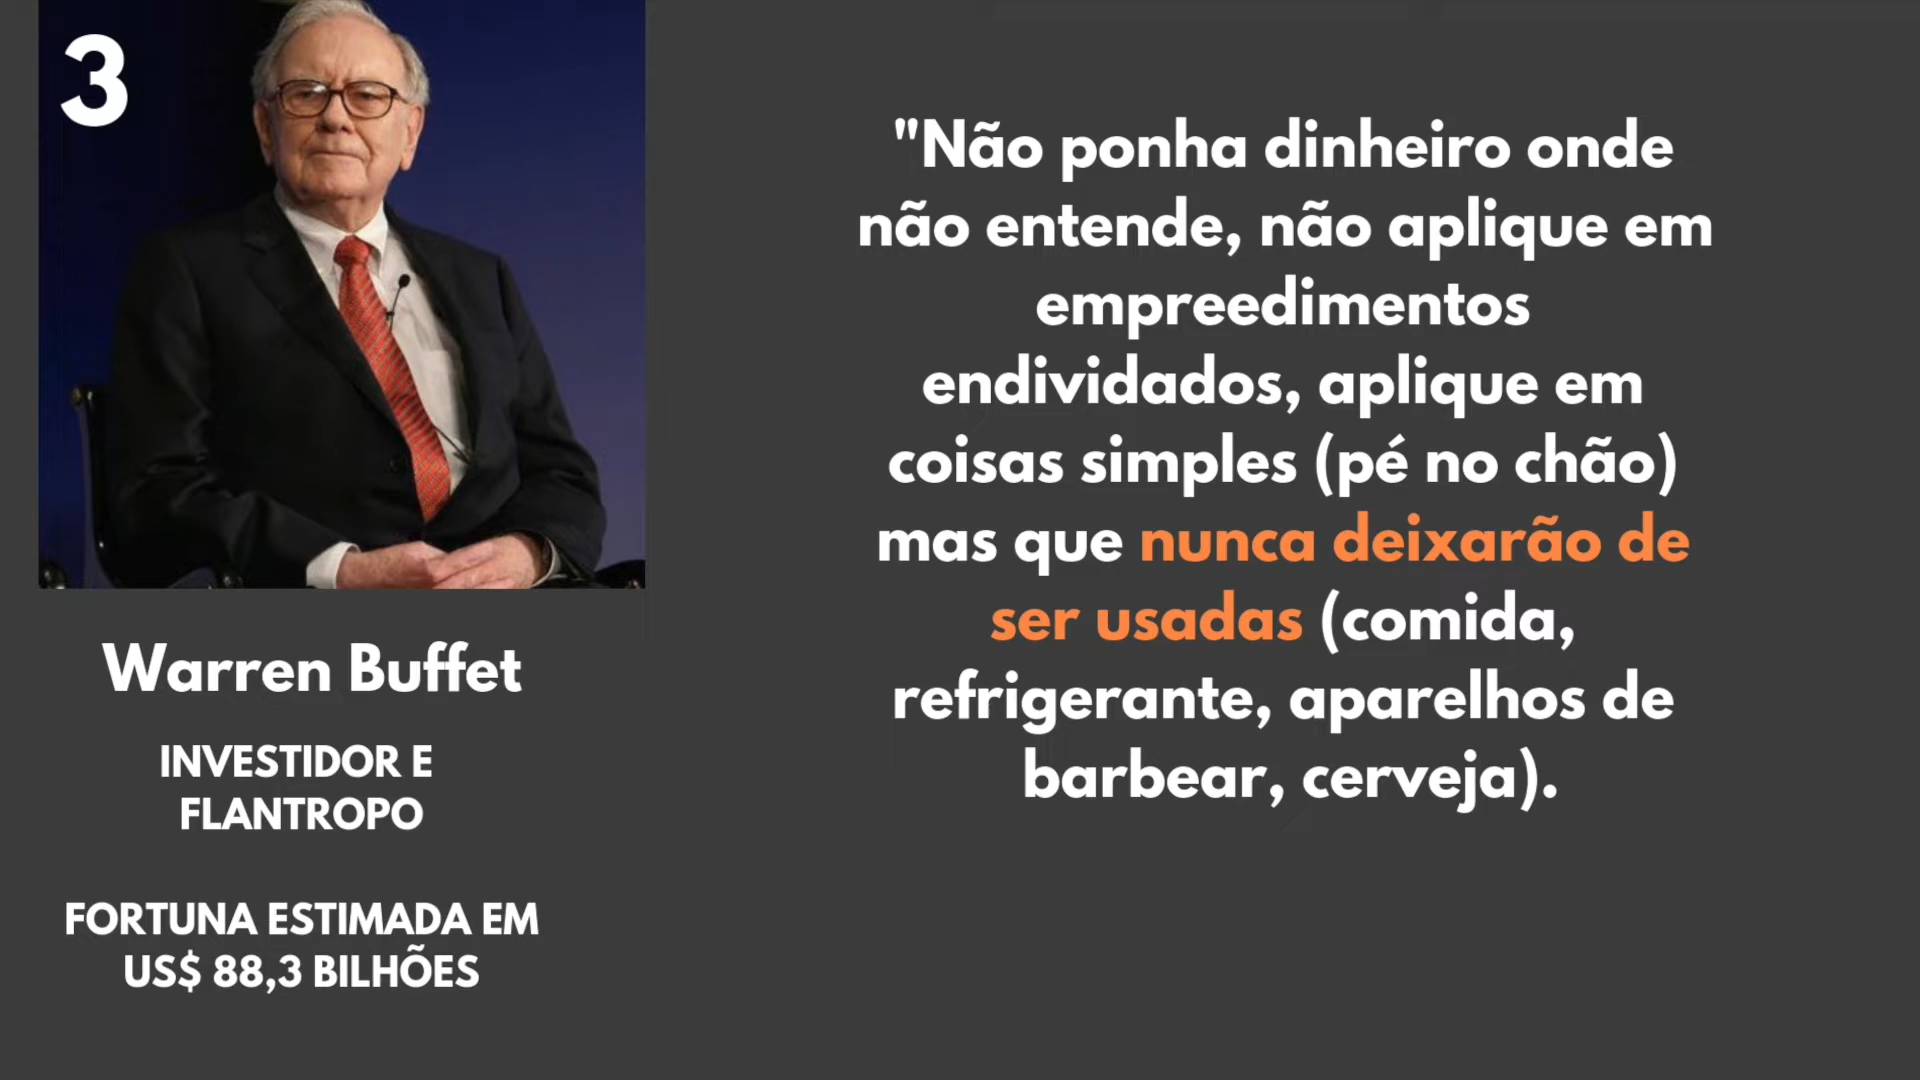 3
"Não ponha dinheiro onde
não entende, não aplique em
empreedimentos
endividados, aplique em
coisas simples (pé no chão)
mas que nunca deixarão de
ser usadas (comida,
refrigerante, aparelhos de
barbear, cerveja).
Warren Buffet
INVESTIDOR E
FLANTROPO
FORTUNA ESTIMADA EM
US$ 88,3 BILHÕES